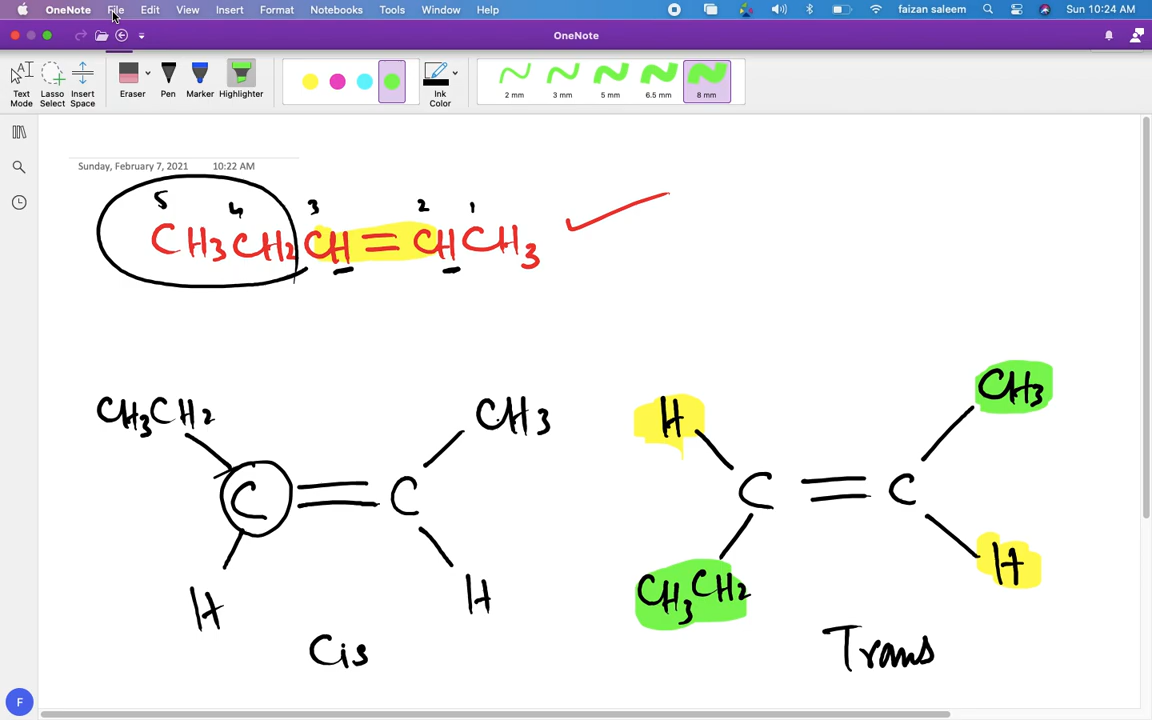 OneNote File Edit View Insert Format Notebooks Tools Window Help faizan saleem Sun 10:24 AM
OneNote
Text Mode Lasso Select Insert Space Eraser Pen Marker Highlighter Ink Color 2 mm 3 mm 5 mm 6.5 mm 8 mm
Sunday, February 7, 2021 10:22 AM
5 4 3 2 1
CH3CH2CH=CHCH3
CH3CH2 CH3 H CH3
C=C C=C
H H CH3CH2 H
Cis Trans
F